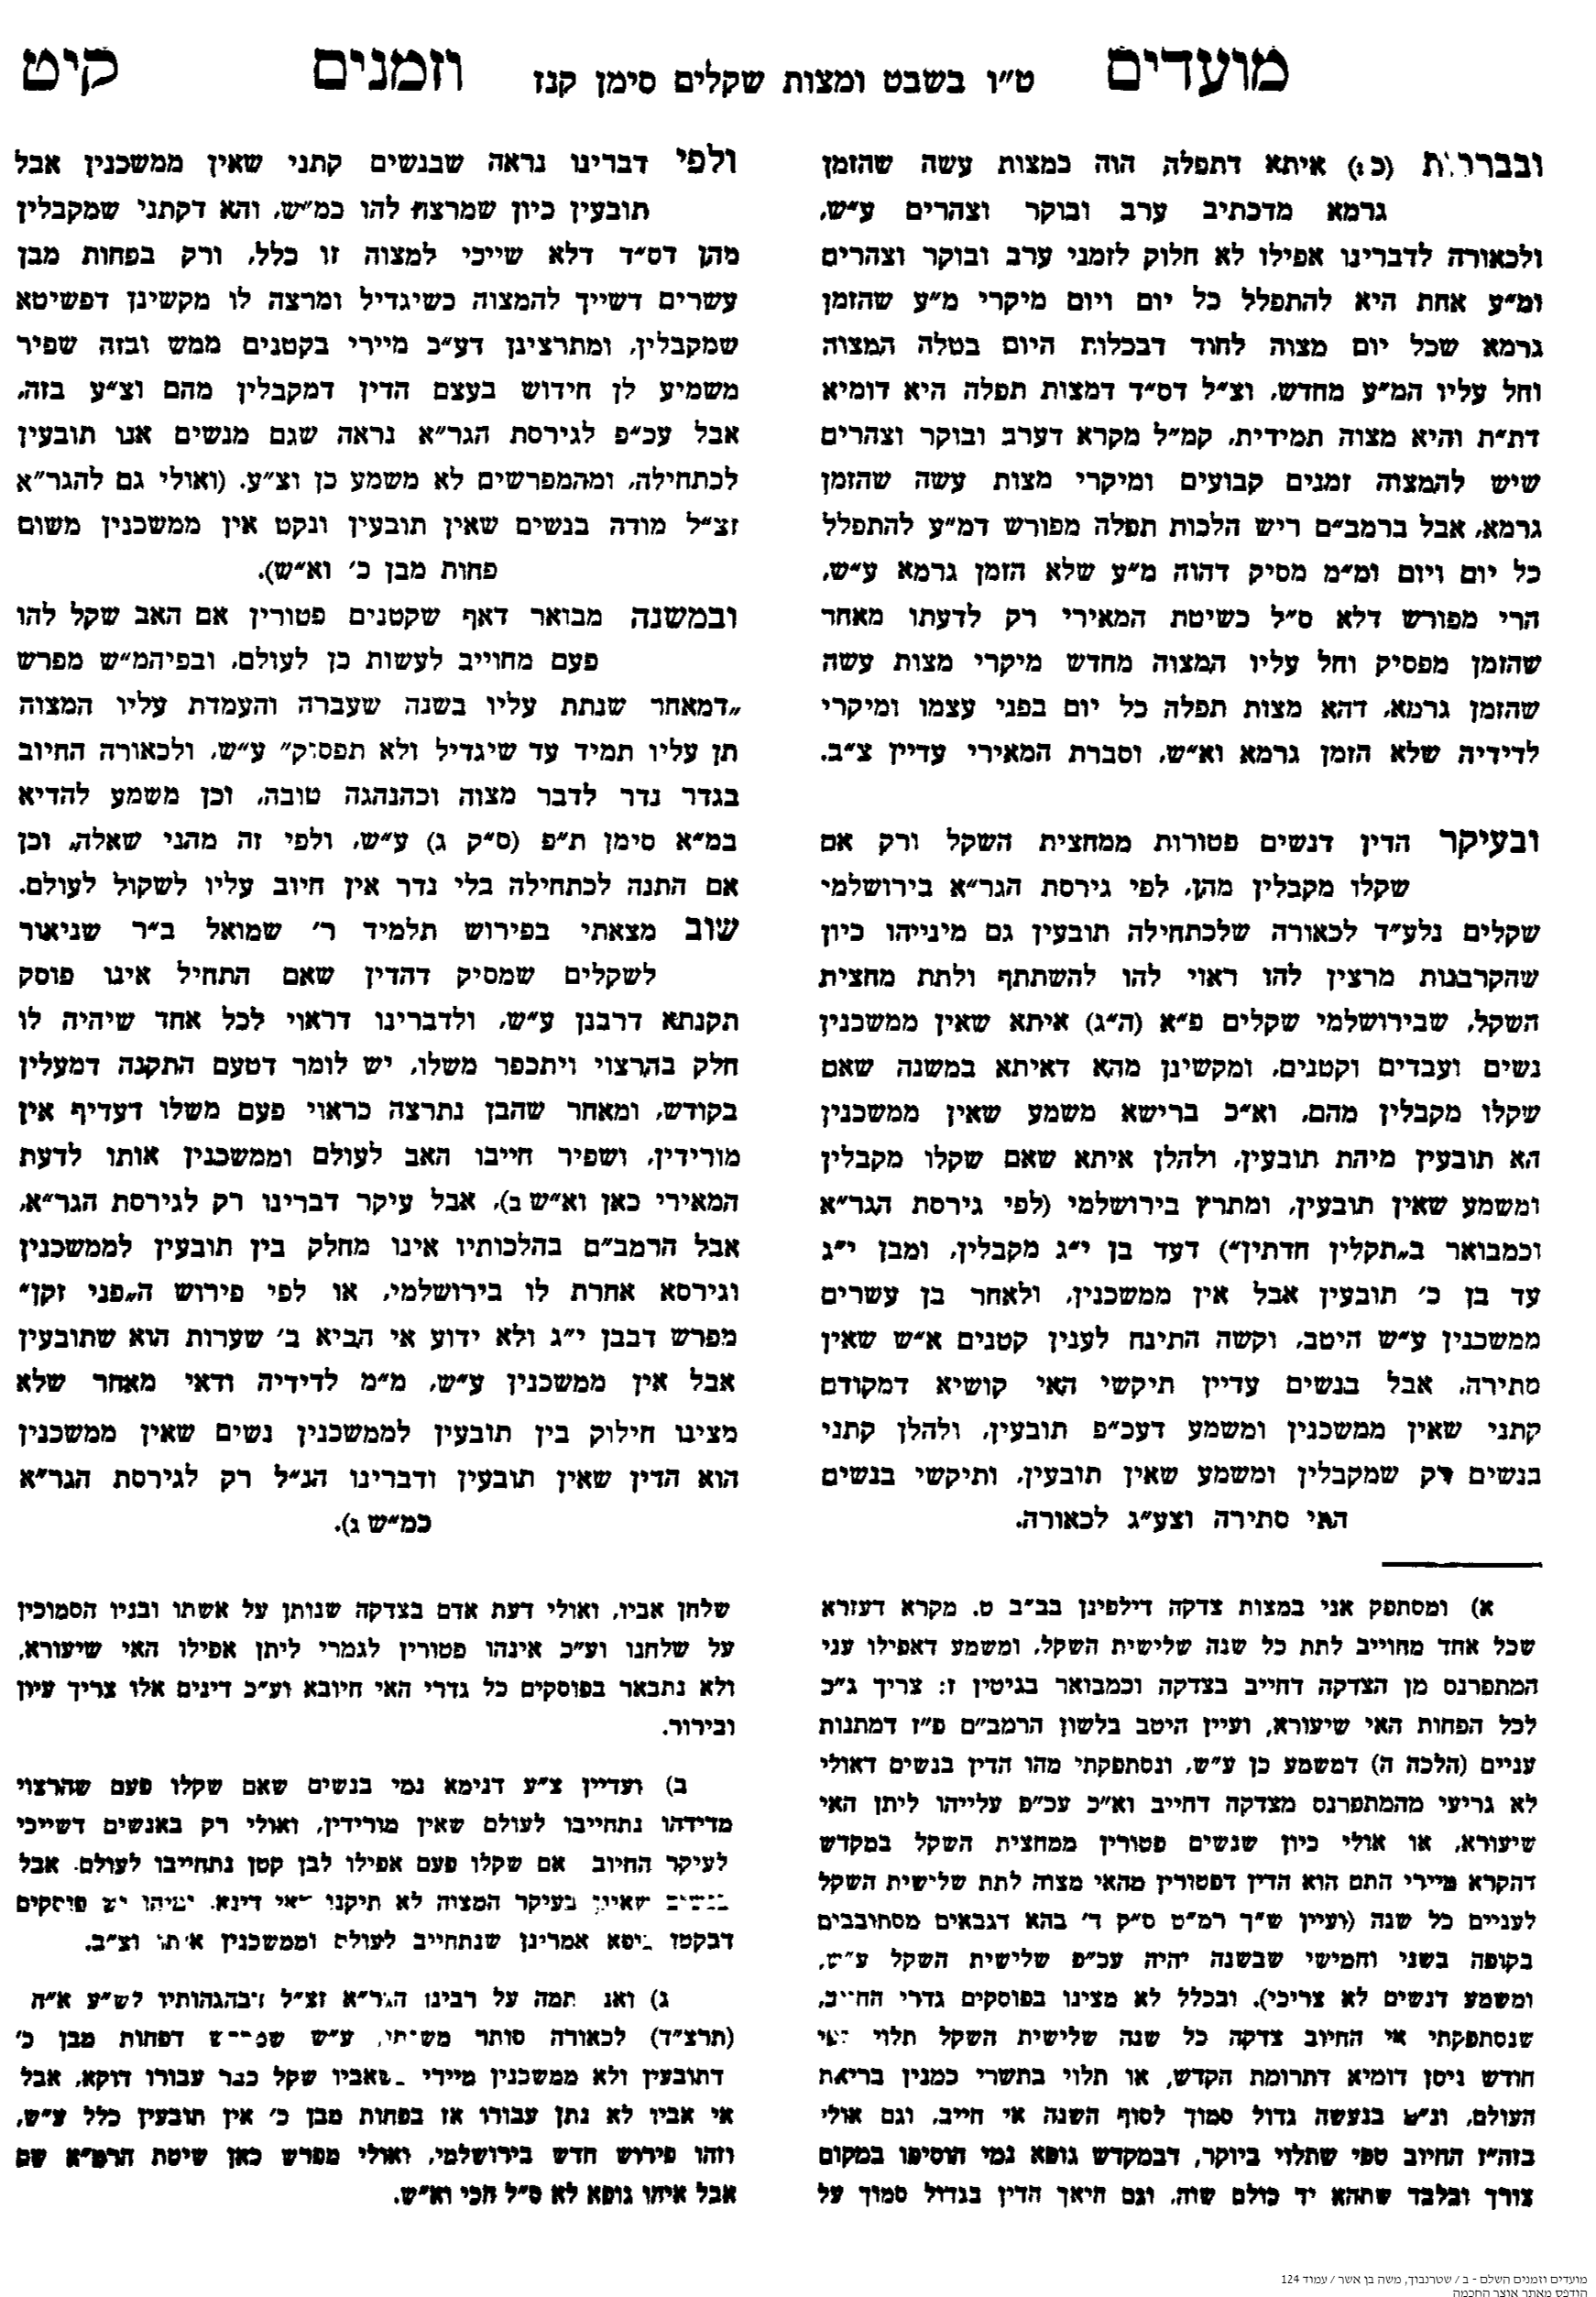 מועדים ט״ו בשבט ומצות שקלים סימן קנז וזמנים קיט
(כ:) איתא דתפלה הוה כמצות עשה שהזמן
גרמא מדכתיב ערב ובוקר וצהרים ע״ש,
ולכאורה לדברינו אפילו לא חלוק לזמני ערב ובוקר וצהרים
ומ״ע אחת היא להתפלל כל יום ויום מיקרי מ״ע שהזמן
גרמא שכל יום מצוה לחוד דבכלות היום בטלה המצוה
וחל עליו המ״ע מחדש, וצ״ל דס״ד דמצות תפלה היא דומיא
דת״ת והיא מצוה תמידית, קמ״ל מקרא דערב ובוקר וצהרים
שיש להמצוה זמנים קבועים ומיקרי מצות עשה שהזמן
גרמא, אבל ברמב״ם ריש הלכות תפלה מפורש דמ״ע להתפלל
כל יום ויום ומ״מ מסיק דהוה מ״ע שלא הזמן גרמא ע״ש,
הרי מפורש דלא ס״ל כשיטת המאירי רק לדעתו מאחר
שהזמן מפסיק וחל עליו המצוה מחדש מיקרי מצות עשה
שהזמן גרמא, דהא מצות תפלה כל יום בפני עצמו ומיקרי
לדידיה שלא הזמן גרמא וא״ש, וסברת המאירי עדיין צ״ב.
ובעיקר הדין דנשים פטורות ממחצית השקל ורק אם
שקלו מקבלין מהן, לפי גירסת הגר״א בירושלמי
שקלים נלע״ד לכאורה שלכתחילה תובעין גם מינייהו כיון
שהקרבנות מרצין להו ראוי להו להשתתף ולתת מחצית
השקל, שבירושלמי שקלים פ״א (ה״ג) איתא שאין ממשכנין
נשים ועבדים וקטנים, ומקשינן מהא דאיתא במשנה שאם
שקלו מקבלין מהם, וא״כ ברישא משמע שאין ממשכנין
הא תובעין מיהת תובעין, ולהלן איתא שאם שקלו מקבלין
ומשמע שאין תובעין, ומתרץ בירושלמי (לפי גירסת הגר״א
וכמבואר ב„תקלין חדתין״) דעד בן י״ג מקבלין, ומבן י״ג
עד בן כ׳ תובעין אבל אין ממשכנין, ולאחר בן עשרים
ממשכנין ע״ש היטב, וקשה התינח לענין קטנים א״ש שאין
סתירה, אבל בנשים עדיין תיקשי האי קושיא דמקודם
קתני שאין ממשכנין ומשמע דעכ״פ תובעין, ולהלן קתני
בנשים רק שמקבלין ומשמע שאין תובעין, ותיקשי בנשים
האי סתירה וצע״ג לכאורה.
ולפי דברינו נראה שבנשים קתני שאין ממשכנין אבל
תובעין כיון שמרצה להו כמ״ש, והא דקתני שמקבלין
מהן דס״ד דלא שייכי למצוה זו כלל, ורק בפחות מבן
עשרים דשייך להמצוה כשיגדיל ומרצה לו מקשינן דפשיטא
שמקבלין, ומתרצינן דע״כ מיירי בקטנים ממש ובזה שפיר
משמיע לן חידוש בעצם הדין דמקבלין מהם וצ״ע בזה,
אבל עכ״פ לגירסת הגר״א נראה שגם מנשים אנו תובעין
לכתחילה, ומהמפרשים לא משמע כן וצ״ע. (ואולי גם להגר״א
זצ״ל מודה בנשים שאין תובעין ונקט אין ממשכנין משום
פחות מבן כ׳ וא״ש).
ובמשנה מבואר דאף שקטנים פטורין אם האב שקל להו
פעם מחוייב לעשות כן לעולם, ובפיהמ״ש מפרש
„דמאחר שנתת עליו בשנה שעברה והעמדת עליו המצוה
תן עליו תמיד עד שיגדיל ולא תפסיק״ ע״ש, ולכאורה החיוב
בגדר נדר לדבר מצוה וכהנהגה טובה, וכן משמע להדיא
במ״א סימן ת״פ (ס״ק ג) ע״ש, ולפי זה מהני שאלה, וכן
אם התנה לכתחילה בלי נדר אין חיוב עליו לשקול לעולם.
שוב מצאתי בפירוש תלמיד ר׳ שמואל ב״ר שניאור
לשקלים שמסיק דהדין שאם התחיל אינו פוסק
תקנתא דרבנן ע״ש, ולדברינו דראוי לכל אחד שיהיה לו
חלק בהרצוי ויתכפר משלו, יש לומר דטעם התקנה דמעלין
בקודש, ומאחר שהבן נתרצה כראוי פעם משלו דעדיף אין
מורידין, ושפיר חייבו האב לעולם וממשכנין אותו לדעת
המאירי כאן וא״ש ב), אבל עיקר דברינו רק לגירסת הגר״א,
אבל הרמב״ם בהלכותיו אינו מחלק בין תובעין לממשכנין
וגירסא אחרת לו בירושלמי, או לפי פירוש ה„פני זקן״
מפרש דבבן י״ג ולא ידוע אי הביא ב׳ שערות הוא שתובעין
אבל אין ממשכנין ע״ש, מ״מ לדידיה ודאי מאחר שלא
מצינו חילוק בין תובעין לממשכנין נשים שאין ממשכנין
הוא הדין שאין תובעין ודברינו הנ״ל רק לגירסת הגר״א
כמ״ש ג).
א) ומסתפק אני במצות צדקה דילפינן בב״ב ט. מקרא דעזרא
שכל אחד מחוייב לתת כל שנה שלישית השקל, ומשמע דאפילו עני
המתפרנס מן הצדקה דחייב בצדקה וכמבואר בגיטין ז: צריך ג״כ
לכל הפחות האי שיעורא, ועיין היטב בלשון הרמב״ם פ״ז דמתנות
עניים (הלכה ה) דמשמע כן ע״ש, ונסתפקתי מהו הדין בנשים דאולי
לא גריעי מהמתפרנס מצדקה דחייב וא״כ עכ״פ עלייהו ליתן האי
שיעורא, או אולי כיון שנשים פטורין ממחצית השקל במקדש
דהקרא מיירי התם הוא הדין דפטורין מהאי מצוה לתת שלישית השקל
לעניים כל שנה (ועיין ש״ך רמ״ט ס״ק ד׳ בהא דגבאים מסתובבים
בקופה בשני וחמישי שבשנה יהיה עכ״פ שלישית השקל ע״ש,
ומשמע דנשים לא צריכי). ובכלל לא מצינו בפוסקים גדרי החיוב,
שנסתפקתי אי החיוב צדקה כל שנה שלישית השקל תלוי
חודש ניסן דומיא דתרומת הקדש, או תלוי בתשרי כמנין בריאת
העולם, ונ״מ בנעשה גדול סמוך לסוף השנה אי חייב, וגם אולי
בזה״ז החיוב טפי שתלוי ביוקר, דבמקדש גופא נמי הוסיפו במקום
צורך ובלבד שתהא יד כולם שוה, וגם היאך הדין בגדול סמוך על
שלחן אביו, ואולי דעת אדם בצדקה שנותן על אשתו ובניו הסמוכין
על שלחנו וע״כ אינהו פטורין לגמרי ליתן אפילו האי שיעורא,
ולא נתבאר בפוסקים כל גדרי האי חיובא וע״כ דינים אלו צריך עיון
ובירור.
ב) ועדיין צ״ע דנימא נמי בנשים שאם שקלו פעם שהרצוי
מדידהו נתחייבו לעולם שאין מורידין, ואולי רק באנשים דשייכי
לעיקר החיוב אם שקלו פעם אפילו לבן קטן נתחייבו לעולם. אבל
בעיקר המצוה לא תיקנו האי דינא. פוסקים
דבקטן אמרינן שנתחייב לעולם וממשכנין אותו וצ״ב.
ג) תמה על רבינו הגר״א זצ״ל דבהגהותיו לש״ע א״ח
(תרצ״ד) לכאורה סותר ע״ש דפחות מבן כ׳
דתובעין ולא ממשכנין מיירי שאביו שקל כבר עבורו דוקא, אבל
אי אביו לא נתן עבורו אז בפחות מבן כ׳ אין תובעין כלל ע״ש,
וזהו פירוש חדש בירושלמי, ואולי מפרש כאן שיטת הרמ״א שם
אבל איהו גופא לא ס״ל הכי וא״ש.
מועדים וזמנים השלם - ב / שטרנבוך, משה בן אשר / עמוד 124
הודפס מאתר אוצר החכמה